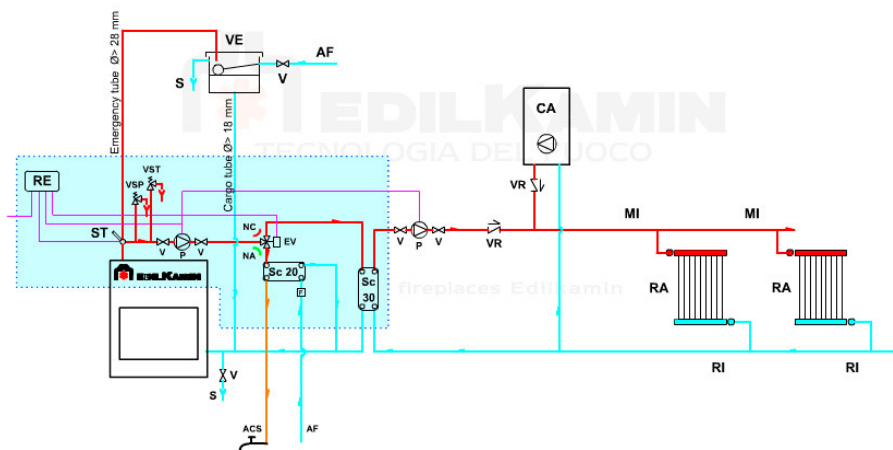 Emergency tube Ø> 28 mm
VE
AF
S
V
Cargo tube Ø> 18 mm
EDILKAMIN
TECNOLOGIA DEL FUOCO
CA
RE
VSP
VST
VR
MI
MI
ST
V
P
V
NC
NA
EV
V
P
V
VR
Sc 20
F
Sc
30
fireplaces Edilkamin
EDILKAMIN
RA
RA
V
S
RI
RI
ACS
AF